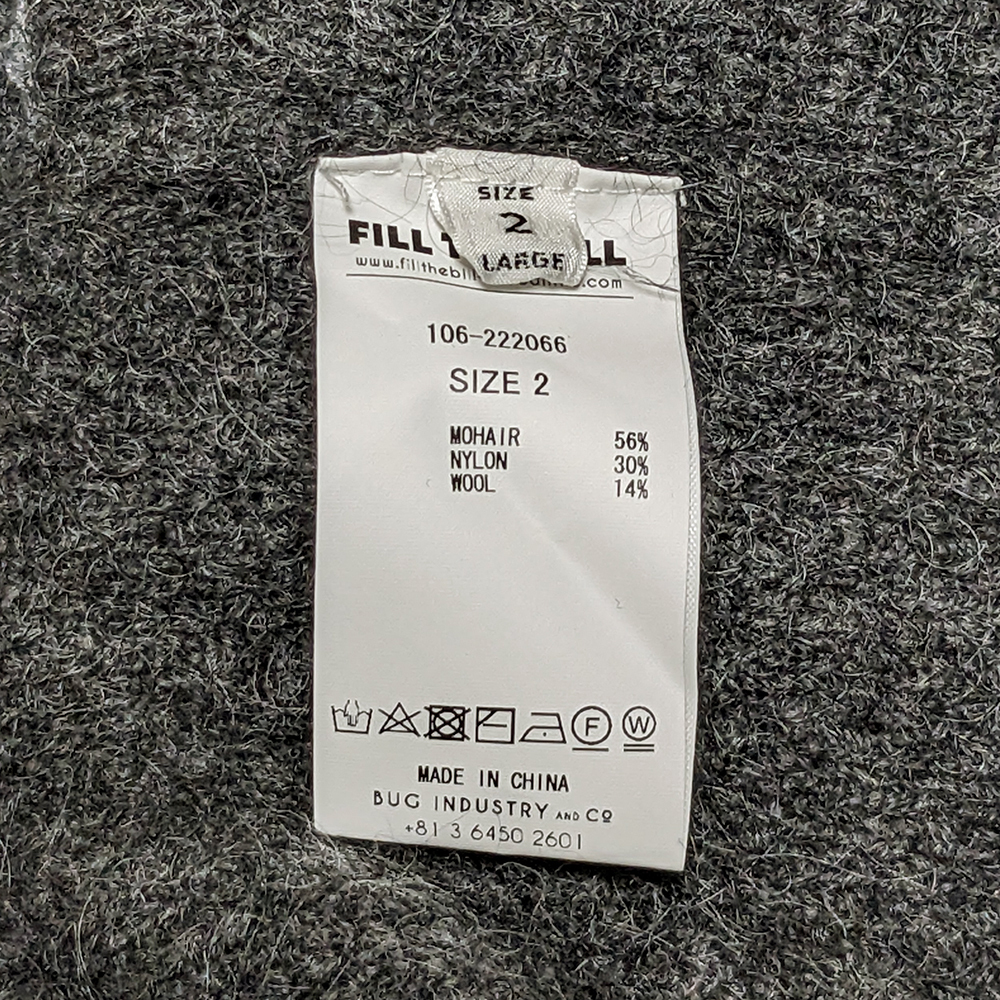 SIZE
2
LARGE
FILL LL
www.fillthebil .com
106-222066
SIZE 2
MOHAIR 56%
NYLON 30%
WOOL 14%
F W
MADE IN CHINA
BUG INDUSTRY AND CO
+81 3 6450 2601